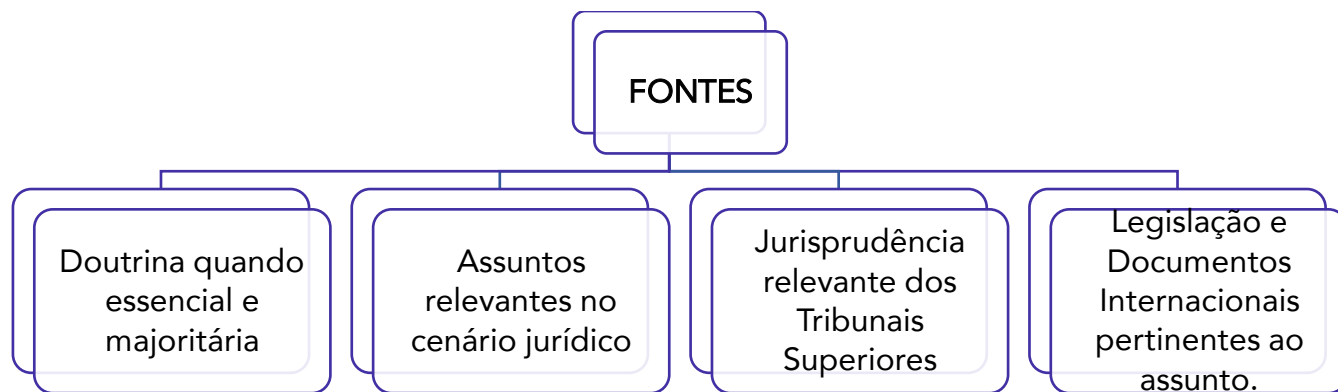 FONTES
Doutrina quando
essencial e
majoritária
Assuntos
relevantes no
cenário jurídico
Jurisprudência
relevante dos
Tribunais
Superiores
Legislação e
Documentos
Internacionais
pertinentes ao
assunto.